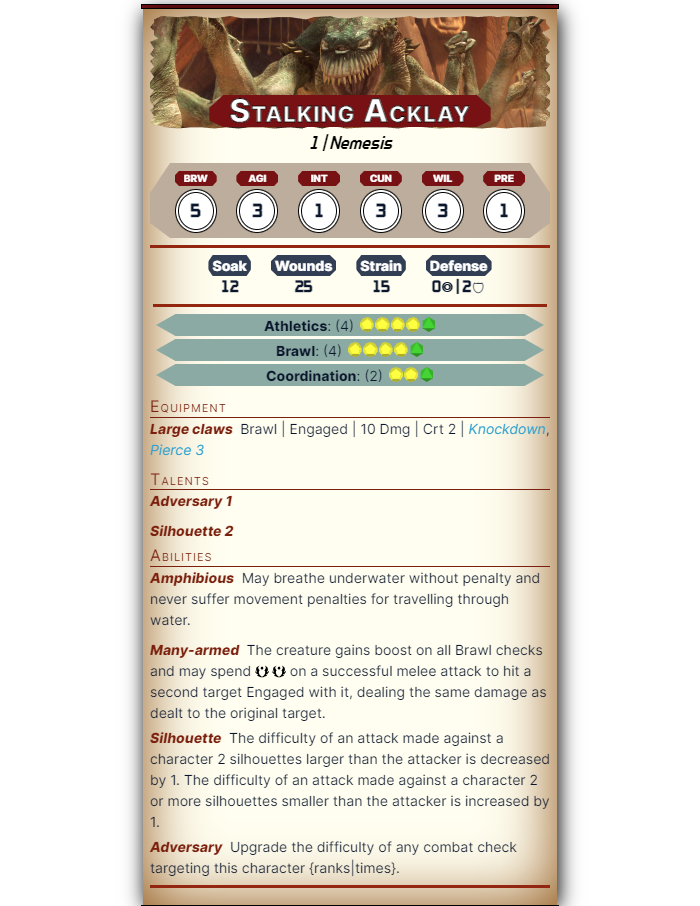 Stalking Acklay
1 | Nemesis
BRW AGI INT CUN WIL PRE
5 3 1 3 3 1
Soak Wounds Strain Defense
12 25 15 0|2
Athletics: (4)
Brawl: (4)
Coordination: (2)
Equipment
Large claws Brawl | Engaged | 10 Dmg | Crt 2 | Knockdown,
Pierce 3
Talents
Adversary 1
Silhouette 2
Abilities
Amphibious May breathe underwater without penalty and
never suffer movement penalties for travelling through
water.
Many-armed The creature gains boost on all Brawl checks
and may spend on a successful melee attack to hit a
second target Engaged with it, dealing the same damage as
dealt to the original target.
Silhouette The difficulty of an attack made against a
character 2 silhouettes larger than the attacker is decreased
by 1. The difficulty of an attack made against a character 2
or more silhouettes smaller than the attacker is increased by
1.
Adversary Upgrade the difficulty of any combat check
targeting this character {ranks|times}.